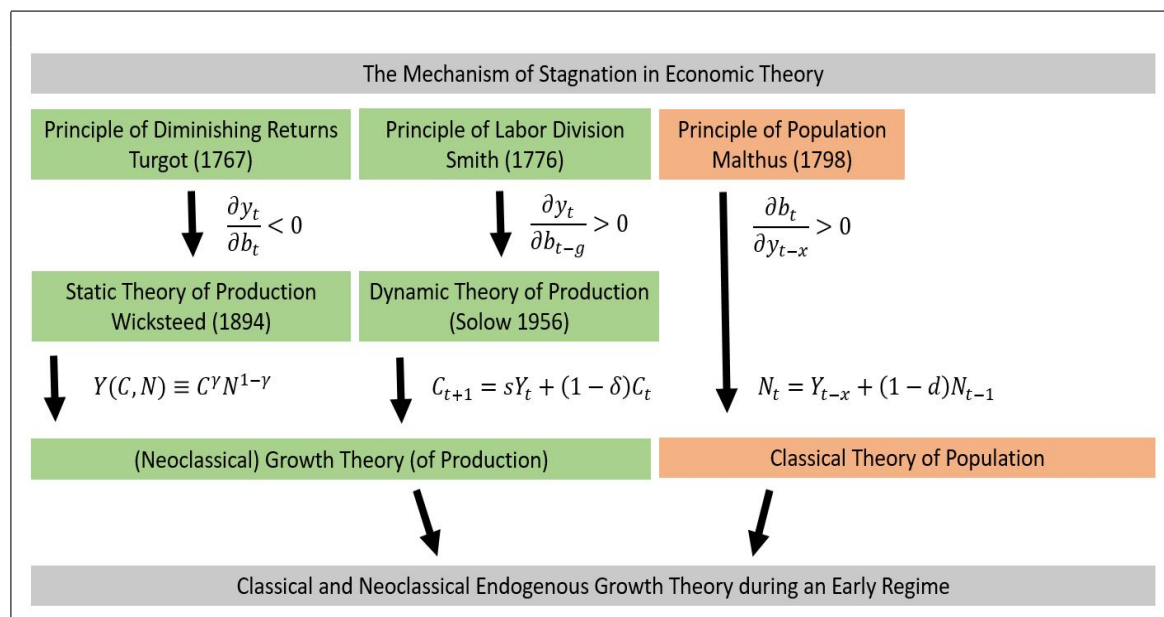 The Mechanism of Stagnation in Economic Theory
Principle of Diminishing Returns
Turgot (1767)
Principle of Labor Division
Smith (1776)
Principle of Population
Malthus (1798)
∂y_t/∂b_t < 0
∂y_t/∂b_{t−g} > 0
∂b_t/∂y_{t−x} > 0
Static Theory of Production
Wicksteed (1894)
Dynamic Theory of Production
(Solow 1956)
Y(C, N) ≡ C^γ N^{1−γ}
C_{t+1} = sY_t + (1 − δ)C_t
N_t = Y_{t−x} + (1 − d)N_{t−1}
(Neoclassical) Growth Theory (of Production)
Classical Theory of Population
Classical and Neoclassical Endogenous Growth Theory during an Early Regime